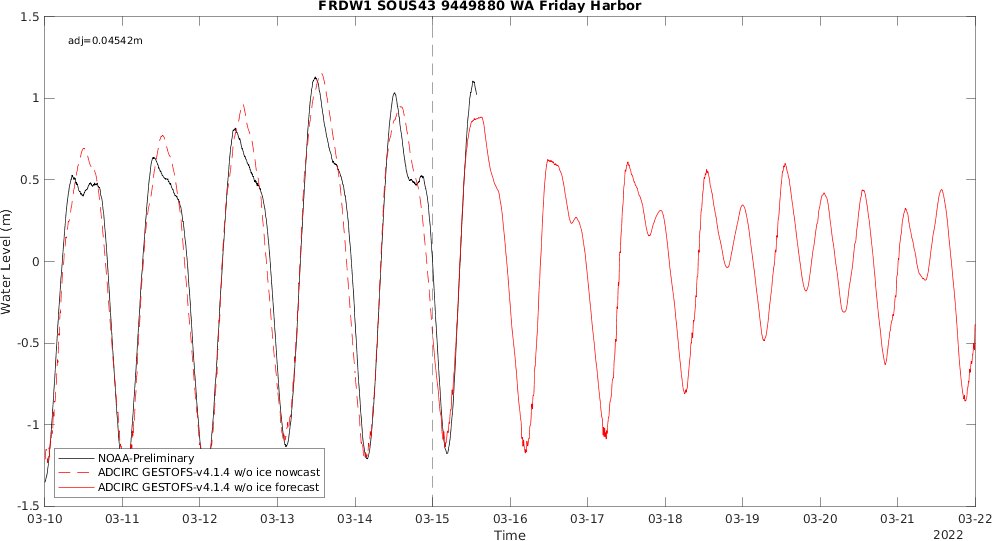 FRDW1 SOUS43 9449880 WA Friday Harbor
adj=0.04542m
Water Level (m)
1.5
1
0.5
0
-0.5
-1
-1.5
NOAA-Preliminary
ADCIRC GESTOFS-v4.1.4 w/o ice nowcast
ADCIRC GESTOFS-v4.1.4 w/o ice forecast
03-10 03-11 03-12 03-13 03-14 03-15 03-16 03-17 03-18 03-19 03-20 03-21 03-22
Time
2022